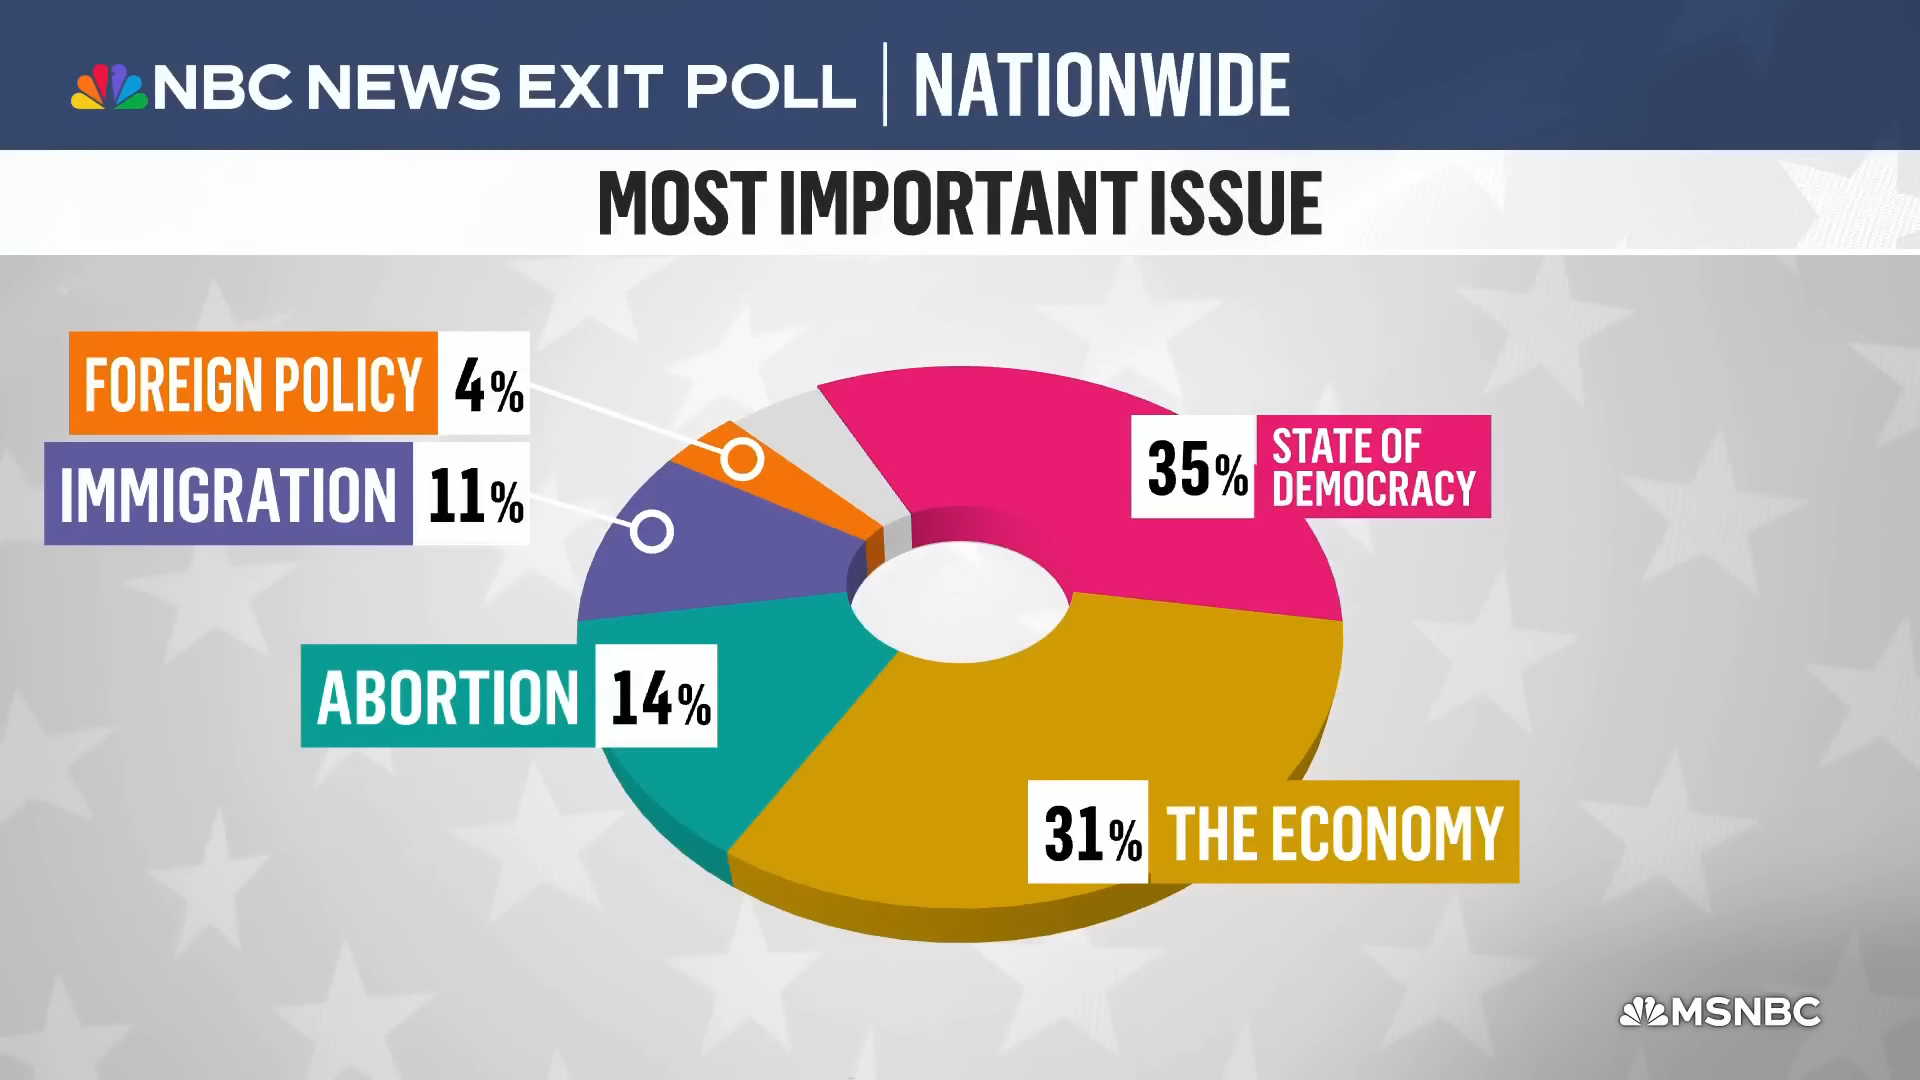 NBC NEWS EXIT POLL | NATIONWIDE
MOST IMPORTANT ISSUE
FOREIGN POLICY 4%
IMMIGRATION 11%
35% STATE OF
DEMOCRACY
ABORTION 14%
31% THE ECONOMY
MSNBC